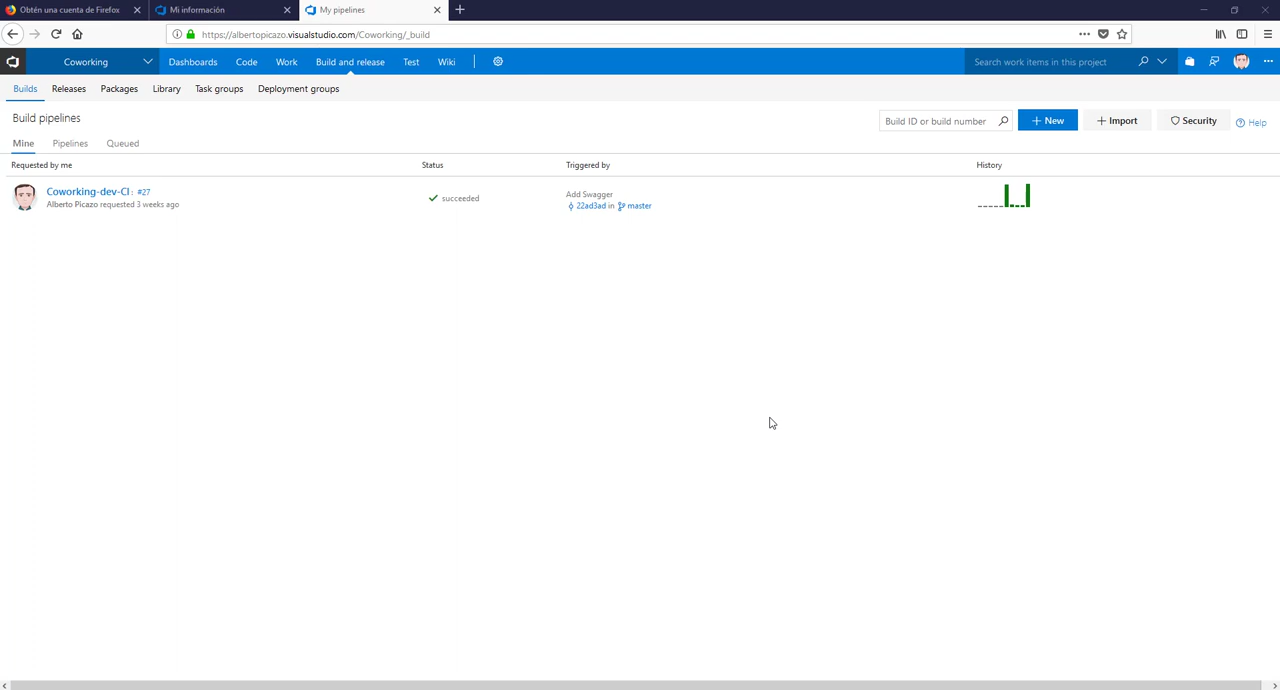 Obtén una cuenta de Firefox
Mi información
My pipelines
https://albertopicazo.visualstudio.com/Coworking/_build
Coworking
Dashboards
Code
Work
Build and release
Test
Wiki
Search work items in this project
Builds
Releases
Packages
Library
Task groups
Deployment groups
Build pipelines
Build ID or build number
+ New
+ Import
Security
Help
Mine
Pipelines
Queued
Requested by me
Status
Triggered by
History
Coworking-dev-CI : #27
Alberto Picazo requested 3 weeks ago
succeeded
Add Swagger
22ad3ad in master